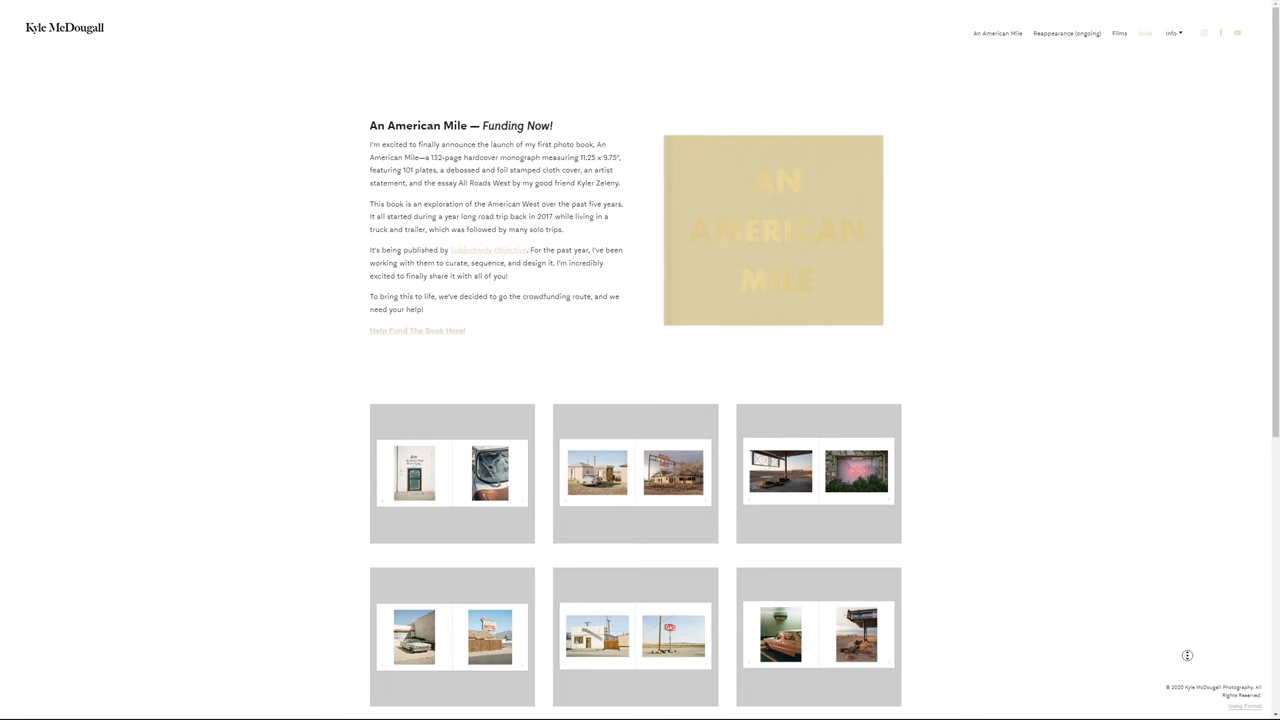 Kyle McDougall
An American Mile
Reappearance (ongoing)
Films
Book
Info
An American Mile — Funding Now!
I'm excited to finally announce the launch of my first photo book, An
American Mile—a 132-page hardcover monograph measuring 11.25 x 9.75",
featuring 101 plates, a debossed and foil stamped cloth cover, an artist
statement, and the essay All Roads West by my good friend Kyler Zeleny.
This book is an exploration of the American West over the past five years.
It all started during a year long road trip back in 2017 while living in a
truck and trailer, which was followed by many solo trips.
It's being published by Subjectively Objective. For the past year, I've been
working with them to curate, sequence, and design it. I'm incredibly
excited to finally share it with all of you!
To bring this to life, we've decided to go the crowdfunding route, and we
need your help!
Help Fund The Book Here!
AN
AMERICAN
MILE
© 2020 Kyle McDougall Photography. All
Rights Reserved.
Using Format